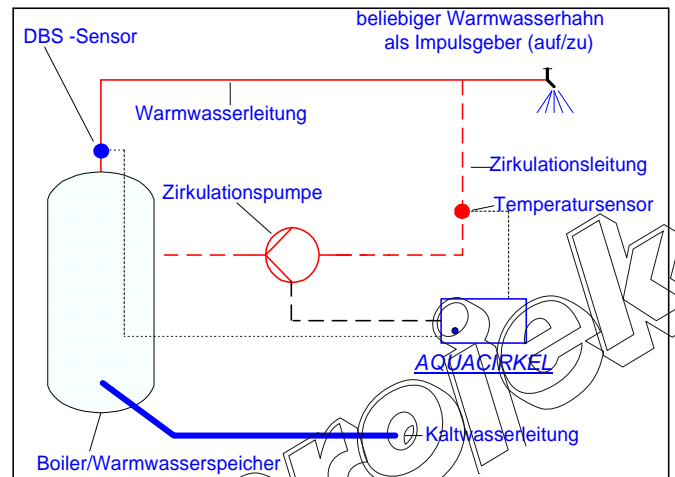 beliebiger Warmwasserhahn
als Impulsgeber (auf/zu)
DBS -Sensor
Warmwasserleitung
Zirkulationsleitung
Zirkulationspumpe
Temperatursensor
AQUACIRKEL
Kaltwasserleitung
Boiler/Warmwasserspeicher